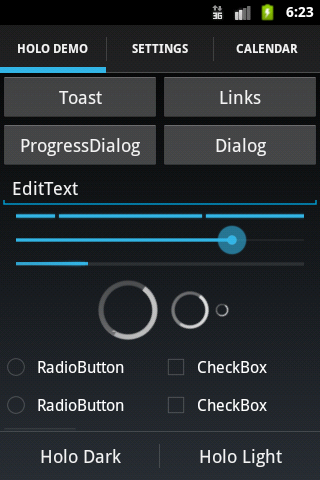 3G 6:23
HOLO DEMO SETTINGS CALENDAR
Toast Links
ProgressDialog Dialog
EditText
RadioButton CheckBox
RadioButton CheckBox
Holo Dark Holo Light